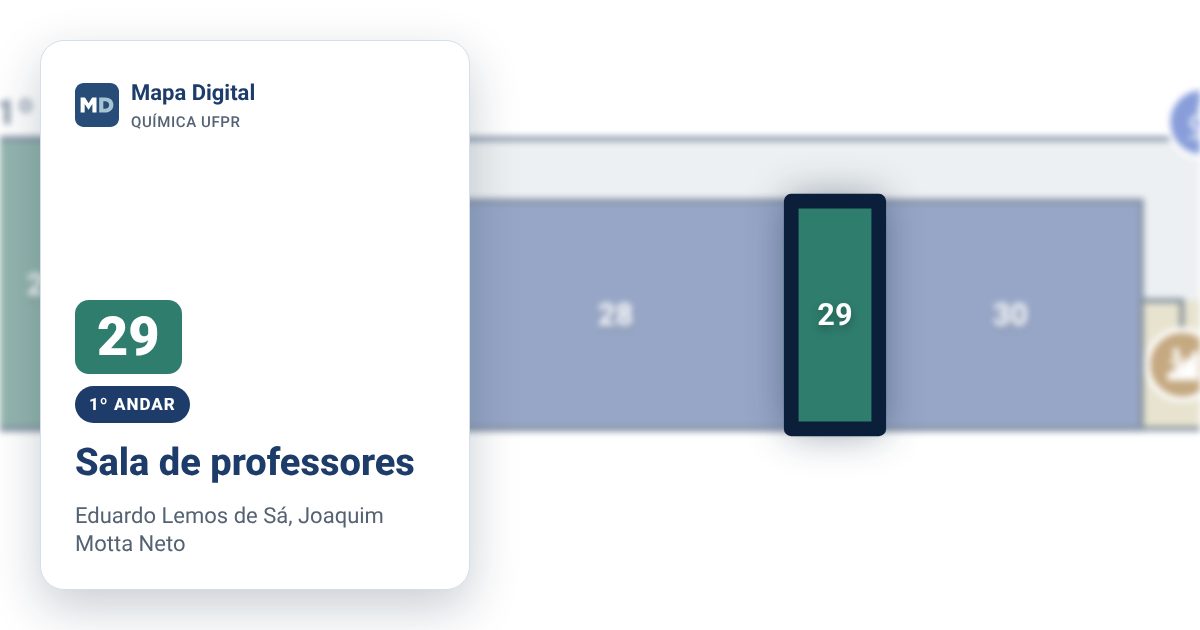 MD
Mapa Digital
QUÍMICA UFPR
29
1º ANDAR
Sala de professores
Eduardo Lemos de Sá, Joaquim
Motta Neto
1º
28
29
30